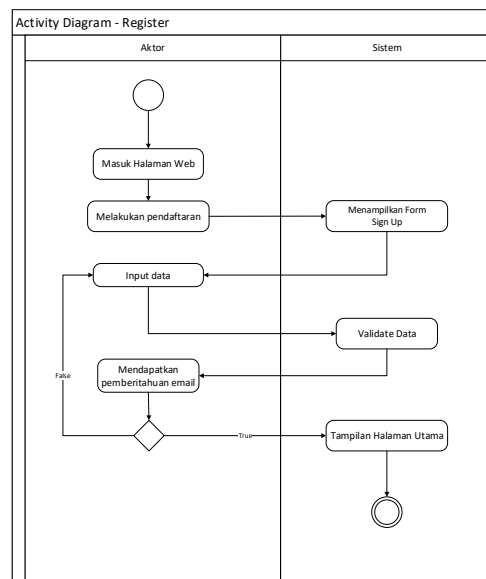 Activity Diagram - Register
Aktor
Sistem
Masuk Halaman Web
Melakukan pendaftaran
Menampilkan Form
Sign Up
Input data
Validate Data
Mendapatkan
pemberitahuan email
False
True
Tampilan Halaman Utama